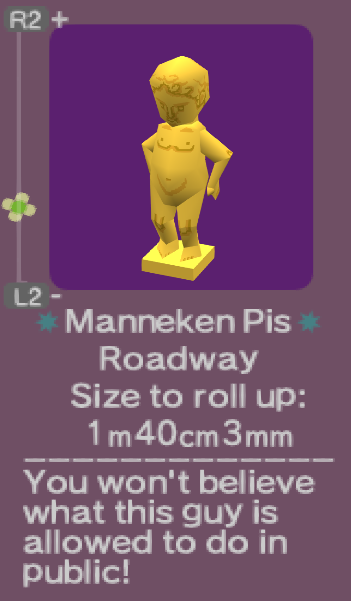 R2 +
L2 -
Manneken Pis
Roadway
Size to roll up:
1m40cm3mm
You won't believe
what this guy is
allowed to do in
public!